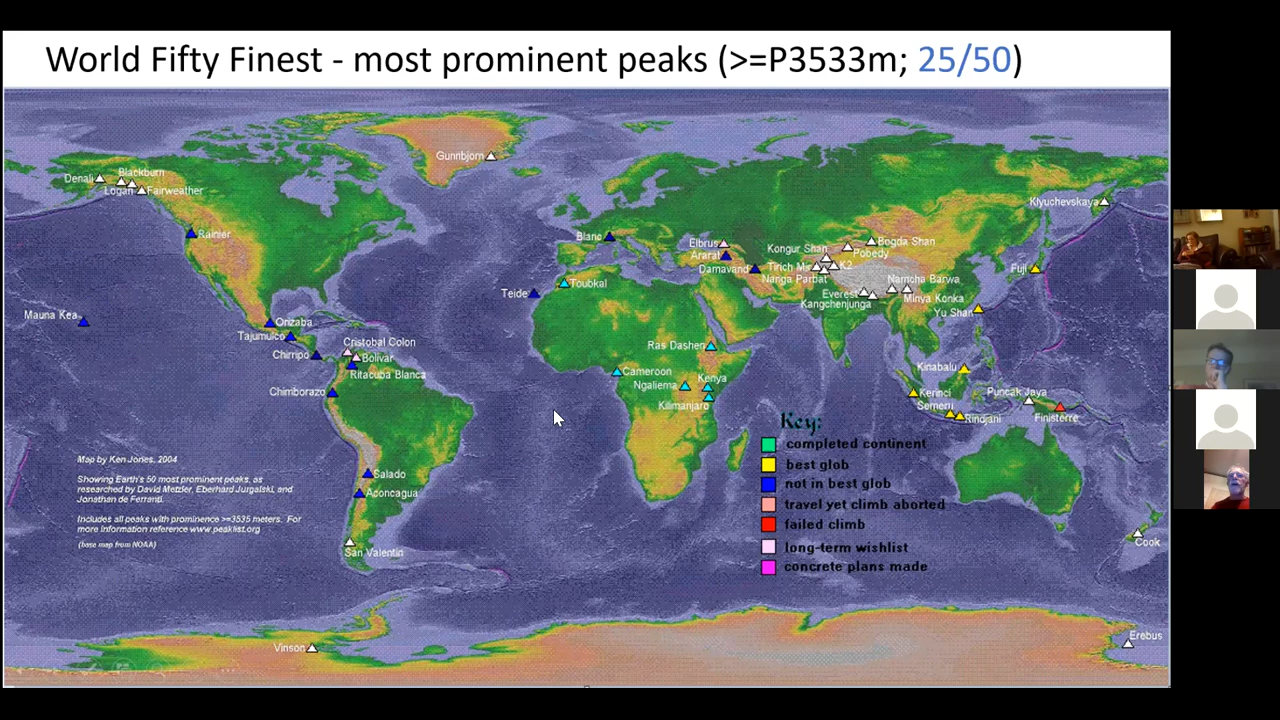 World Fifty Finest - most prominent peaks (>=P3533m; 25/50)
Gunnbjorn
Blackburn
Denali
Logan
Fairweather
Klyuchevskaya
Rainier
Blanc
Elbrus
Ararat
Damavand
Kongur Shan
Bogda Shan
Pobedy
Tirich Mir
K2
Nanga Parbat
Fuji
Toubkal
Teide
Namcha Barwa
Everest
Minya Konka
Kangchenjunga
Yu Shan
Mauna Kea
Orizaba
Tajumulco
Cristobal Colon
Chirripo
Bolivar
Ritacuba Blanca
Ras Dashen
Cameroon
Kenya
Ngaliema
Kilimanjaro
Kinabalu
Chimborazo
Kerinci
Puncak Jaya
Semeru
Rindjani
Finisterre
Key:
completed continent
best glob
not in best glob
travel yet climb aborted
failed climb
long-term wishlist
concrete plans made
Map by Ken Jones, 2004
Showing Earth's 50 most prominent peaks, as
researched by David Metzler, Eberhard Jurgalski, and
Jonathan de Ferranti.
Includes all peaks with prominence >=3535 meters. For
more information reference www.peaklist.org
(base map from NOAA)
Salado
Aconcagua
San Valentin
Cook
Vinson
Erebus